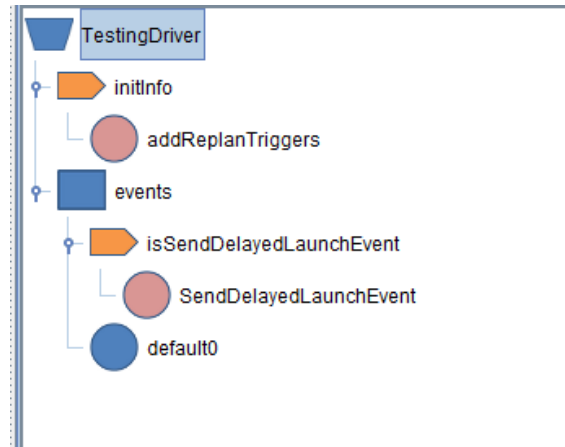 TestingDriver
initInfo
addReplanTriggers
events
isSendDelayedLaunchEvent
SendDelayedLaunchEvent
default0